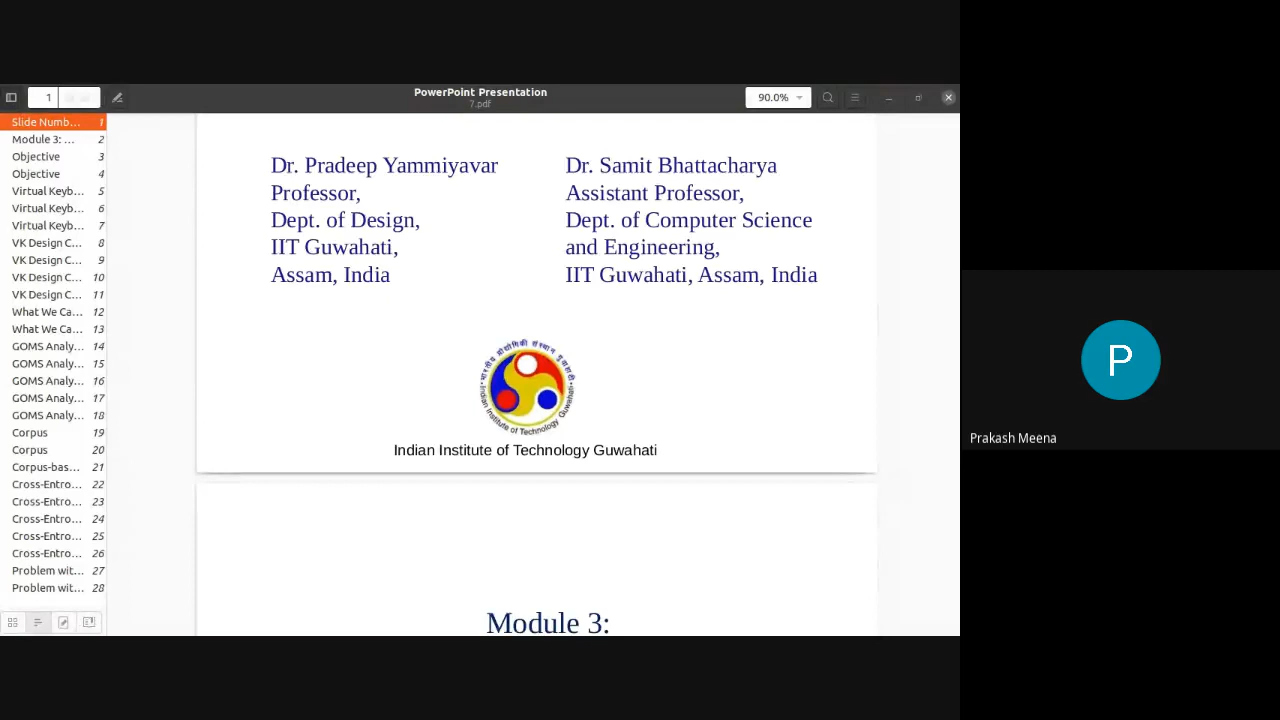 PowerPoint Presentation
7.pdf
1
90.0%
Slide Numb... 1
Module 3: ... 2
Objective 3
Objective 4
Virtual Keyb... 5
Virtual Keyb... 6
Virtual Keyb... 7
VK Design C... 8
VK Design C... 9
VK Design C... 10
VK Design C... 11
What We Ca... 12
What We Ca... 13
GOMS Analy... 14
GOMS Analy... 15
GOMS Analy... 16
GOMS Analy... 17
GOMS Analy... 18
Corpus 19
Corpus 20
Corpus-bas... 21
Cross-Entro... 22
Cross-Entro... 23
Cross-Entro... 24
Cross-Entro... 25
Cross-Entro... 26
Problem wit... 27
Problem wit... 28
Dr. Pradeep Yammiyavar
Professor,
Dept. of Design,
IIT Guwahati,
Assam, India
Dr. Samit Bhattacharya
Assistant Professor,
Dept. of Computer Science
and Engineering,
IIT Guwahati, Assam, India
भारतीय प्रौद्योगिकी संस्थान गुवाहाटी
Indian Institute of Technology Guwahati
Indian Institute of Technology Guwahati
Module 3:
P
Prakash Meena